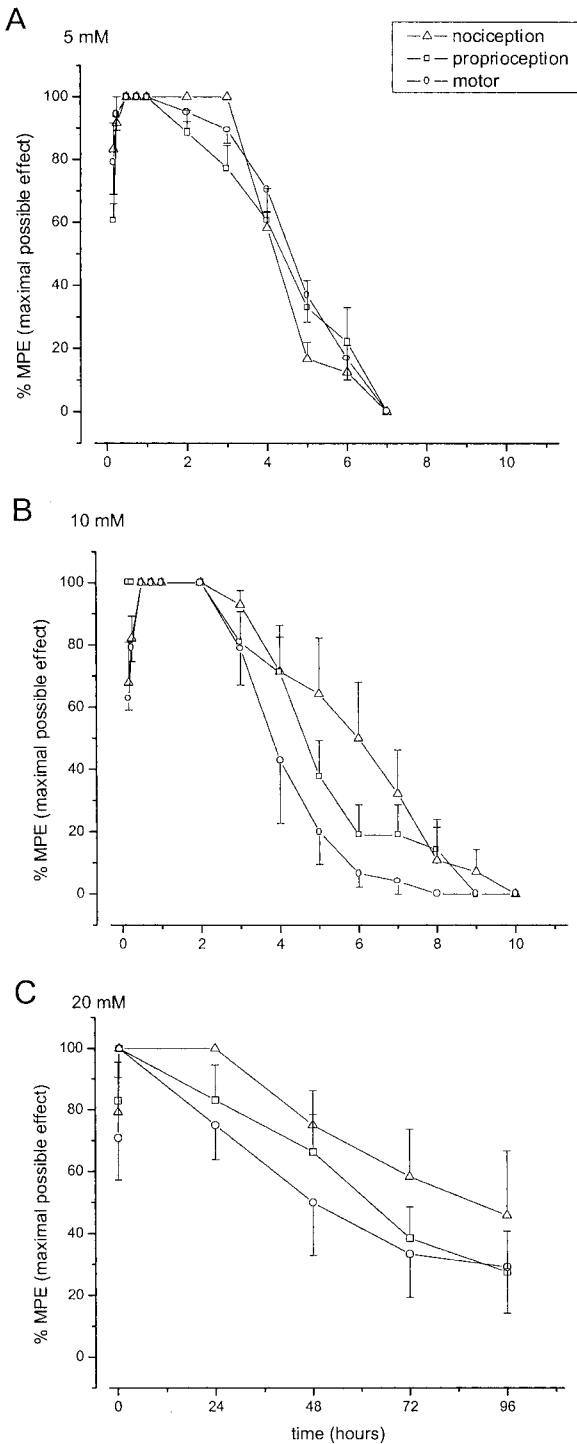 A
5 mM
nociception
proprioception
motor
100
80
60
40
20
0
% MPE (maximal possible effect)
0 2 4 6 8 10
B
10 mM
100
80
60
40
20
0
% MPE (maximal possible effect)
0 2 4 6 8 10
C
20 mM
100
80
60
40
20
0
% MPE (maximal possible effect)
0 24 48 72 96
time (hours)